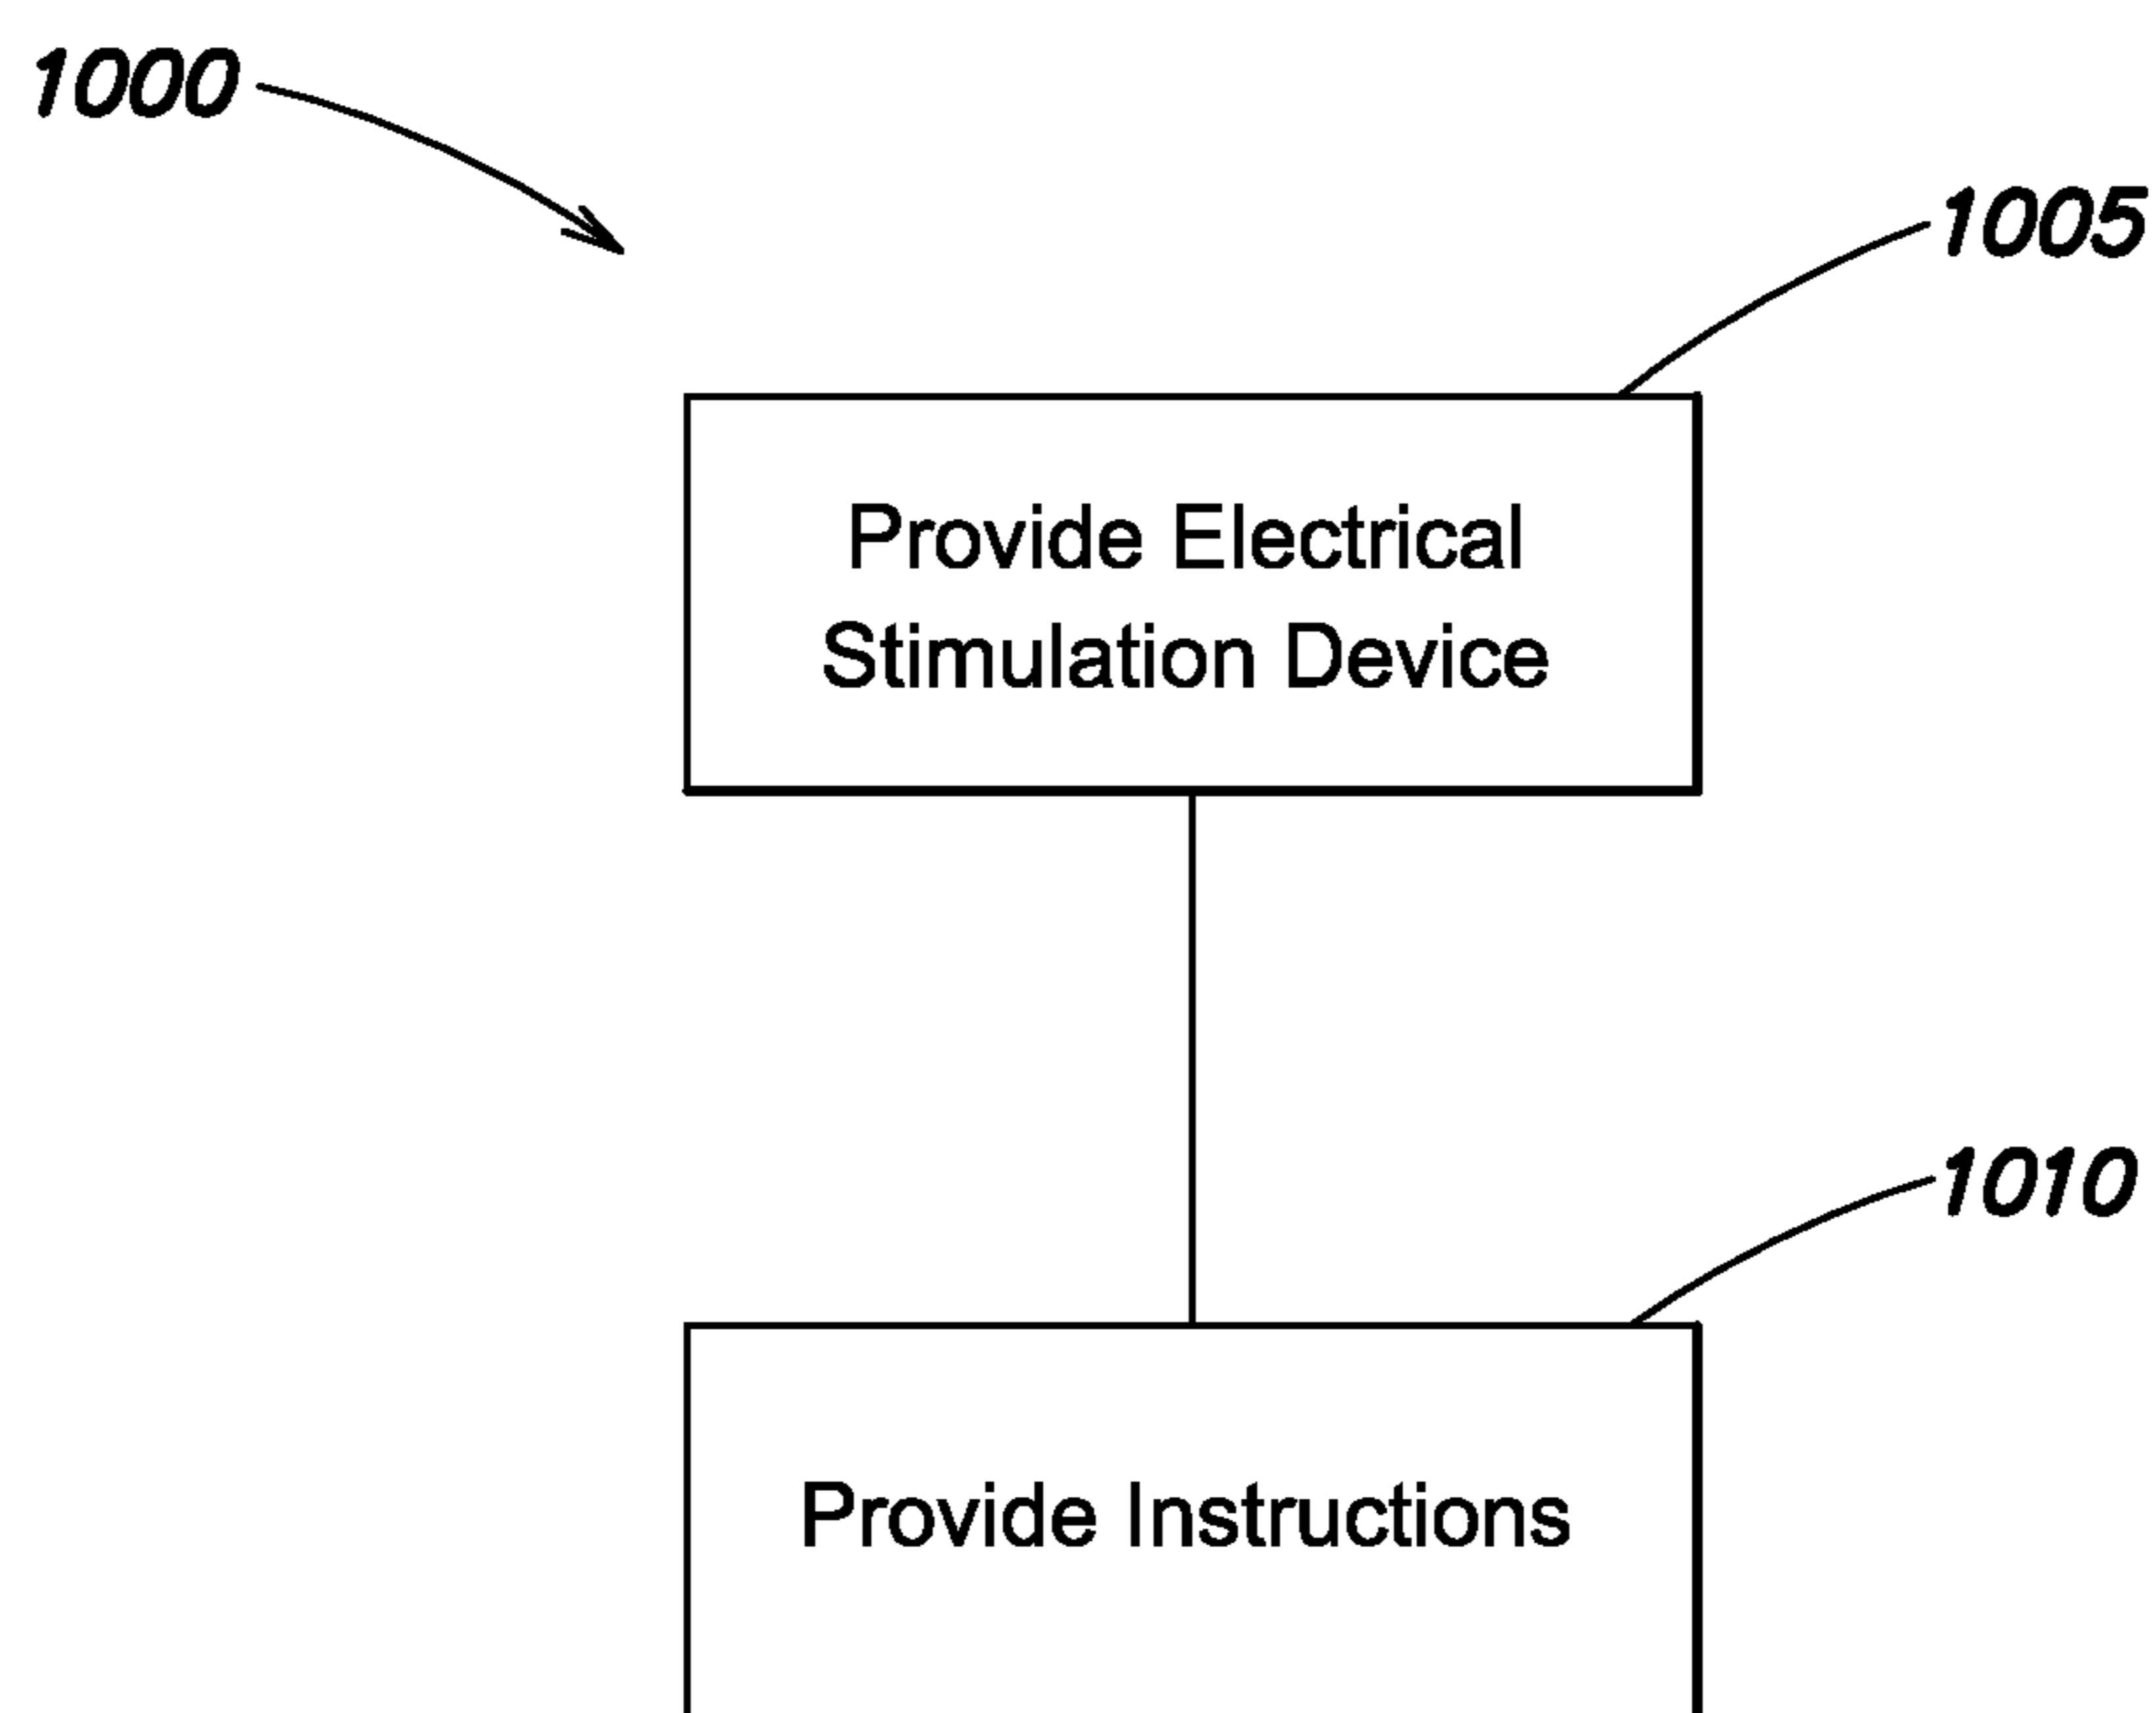 1000
1005
Provide Electrical
Stimulation Device
1010
Provide Instructions